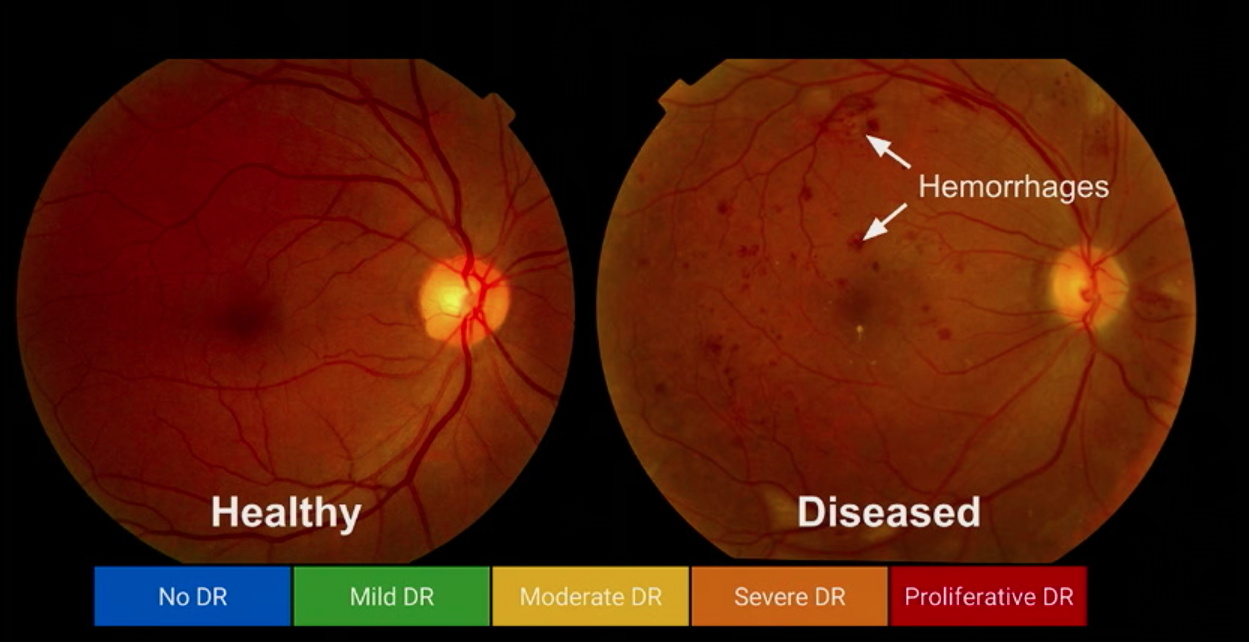 Hemorrhages
Healthy
Diseased
No DR
Mild DR
Moderate DR
Severe DR
Proliferative DR